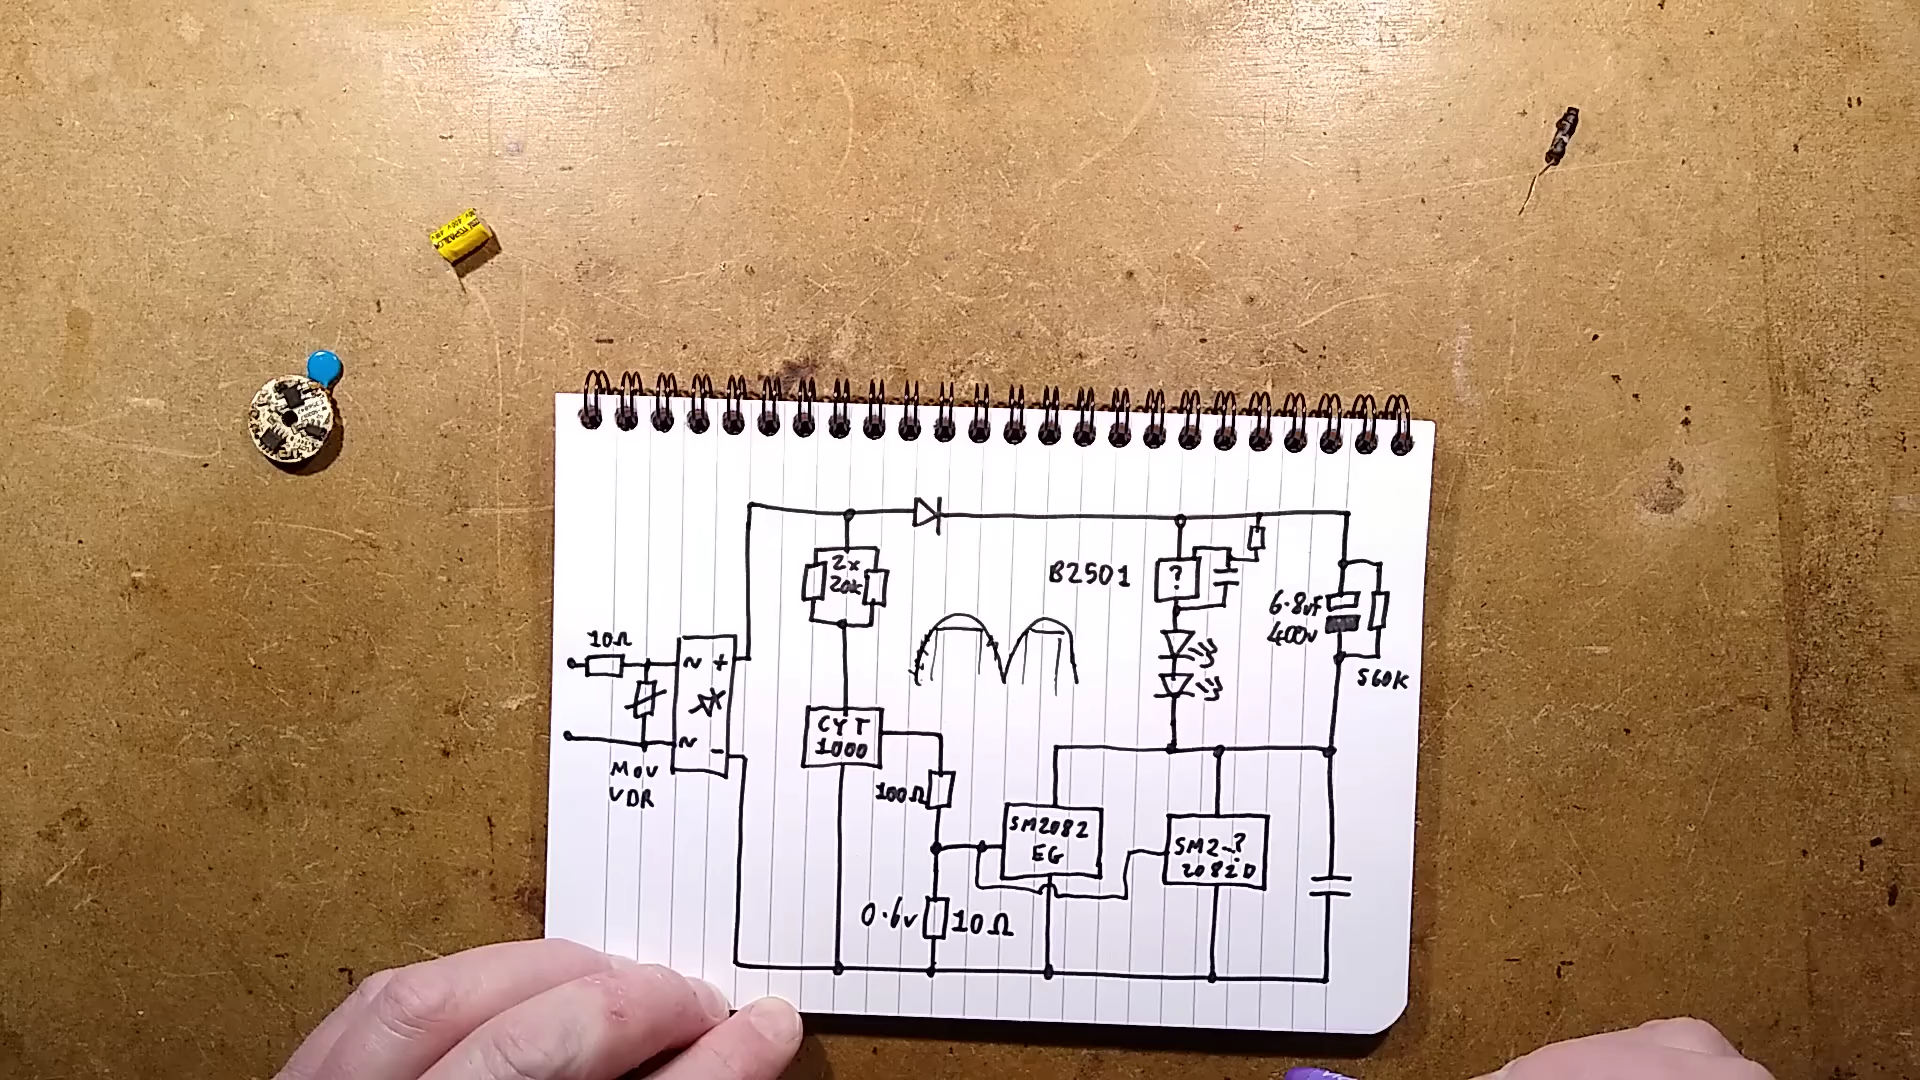 10Ω
~ +
~ -
MOV
VDR
2x
20K
CYT
1000
100Ω
0.6v
10Ω
SM2082
EG
SM2-?
2082D
B2501
?
6.8uF
400v
560K